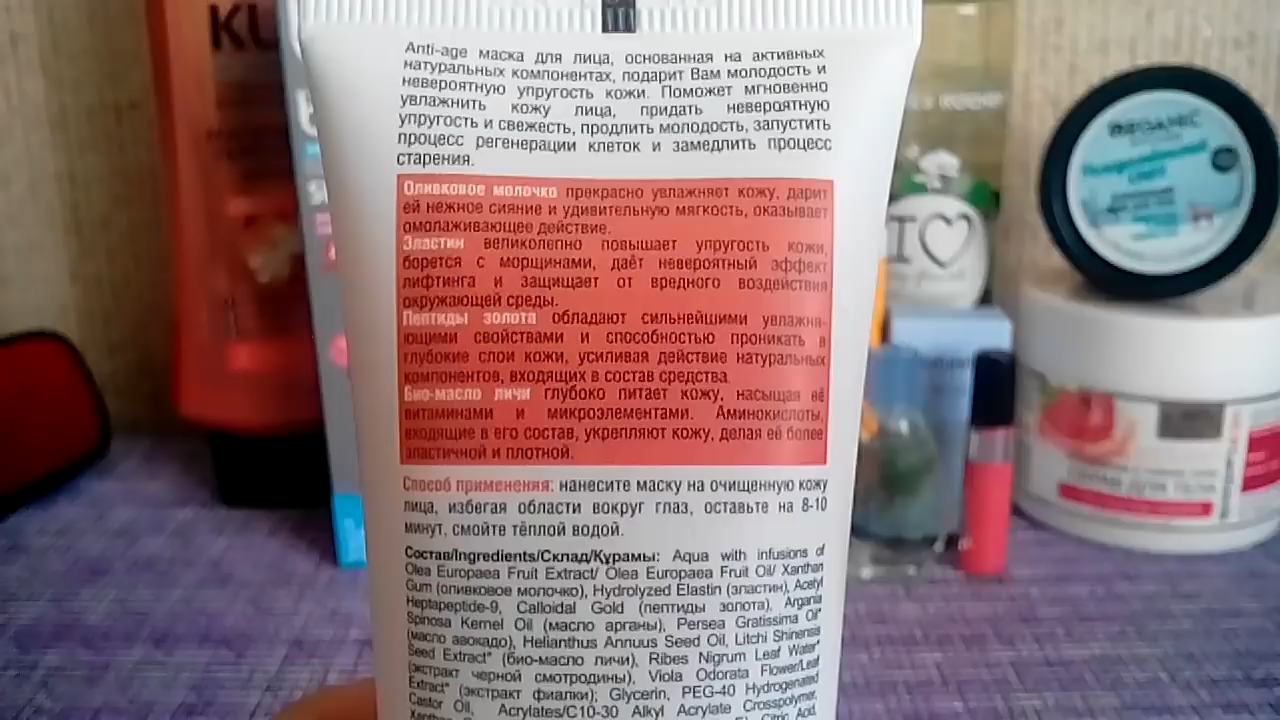 Anti-age маска для лица, основанная на активных
натуральных компонентах, подарит Вам молодость и
невероятную упругость кожи. Поможет мгновенно
увлажнить кожу лица, придать невероятную
упругость и свежесть, продлить молодость, запустить
процесс регенерации клеток и замедлить процесс
старения.
Оливковое молочко прекрасно увлажняет кожу, дарит
ей нежное сияние и удивительную мягкость, оказывает
омолаживающее действие.
Эластин великолепно повышает упругость кожи,
борется с морщинами, даёт невероятный эффект
лифтинга и защищает от вредного воздействия
окружающей среды.
Пептиды золота обладают сильнейшими увлажня-
ющими свойствами и способностью проникать в
глубокие слои кожи, усиливая действие натуральных
компонентов, входящих в состав средства.
Био-масло личи глубоко питает кожу, насыщая её
витаминами и микроэлементами. Аминокислоты,
входящие в его состав, укрепляют кожу, делая её более
эластичной и плотной.
Способ применения: нанесите маску на очищенную кожу
лица, избегая области вокруг глаз, оставьте на 8-10
минут, смойте тёплой водой.
Состав/Ingredients/Склад/Құрамы: Aqua with infusions of
Olea Europaea Fruit Extract/ Olea Europaea Fruit Oil/ Xanthan
Gum (оливковое молочко), Hydrolyzed Elastin (эластин), Acetyl
Heptapeptide-9, Calloidal Gold (пептиды золота), Argania
Spinosa Kernel Oil (масло арганы), Persea Gratissima Oil*
(масло авокадо), Helianthus Annuus Seed Oil, Litchi Shinensis
Seed Extract* (био-масло личи), Ribes Nigrum Leaf Water*
(экстракт черной смотродины), Viola Odorata Flower/Leaf
Extract* (экстракт фиалки); Glycerin, PEG-40 Hydrogenated
Castor Oil, Acrylates/C10-30 Alkyl Acrylate Crosspolymer,
Citric Acid,
KU
I
ORGANIC